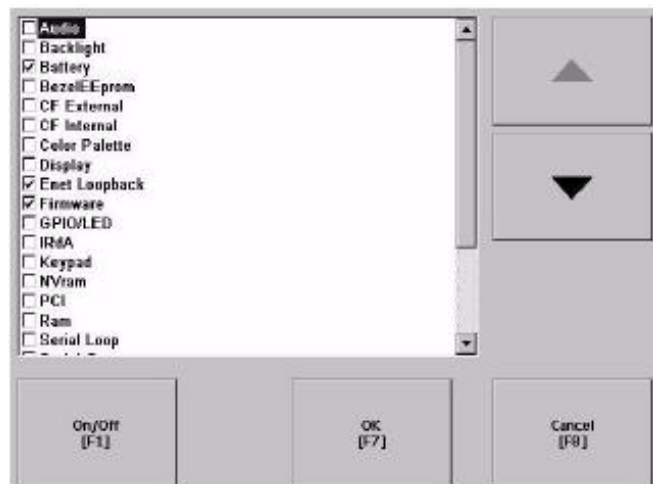 Audio
Backlight
Battery
BezelEEprom
CF External
CF Internal
Color Palette
Display
Enet Loopback
Firmware
GPIO/LED
IRdA
Keypad
NVram
PCI
Ram
Serial Loop
On/Off
[F1]
OK
[F7]
Cancel
[F8]